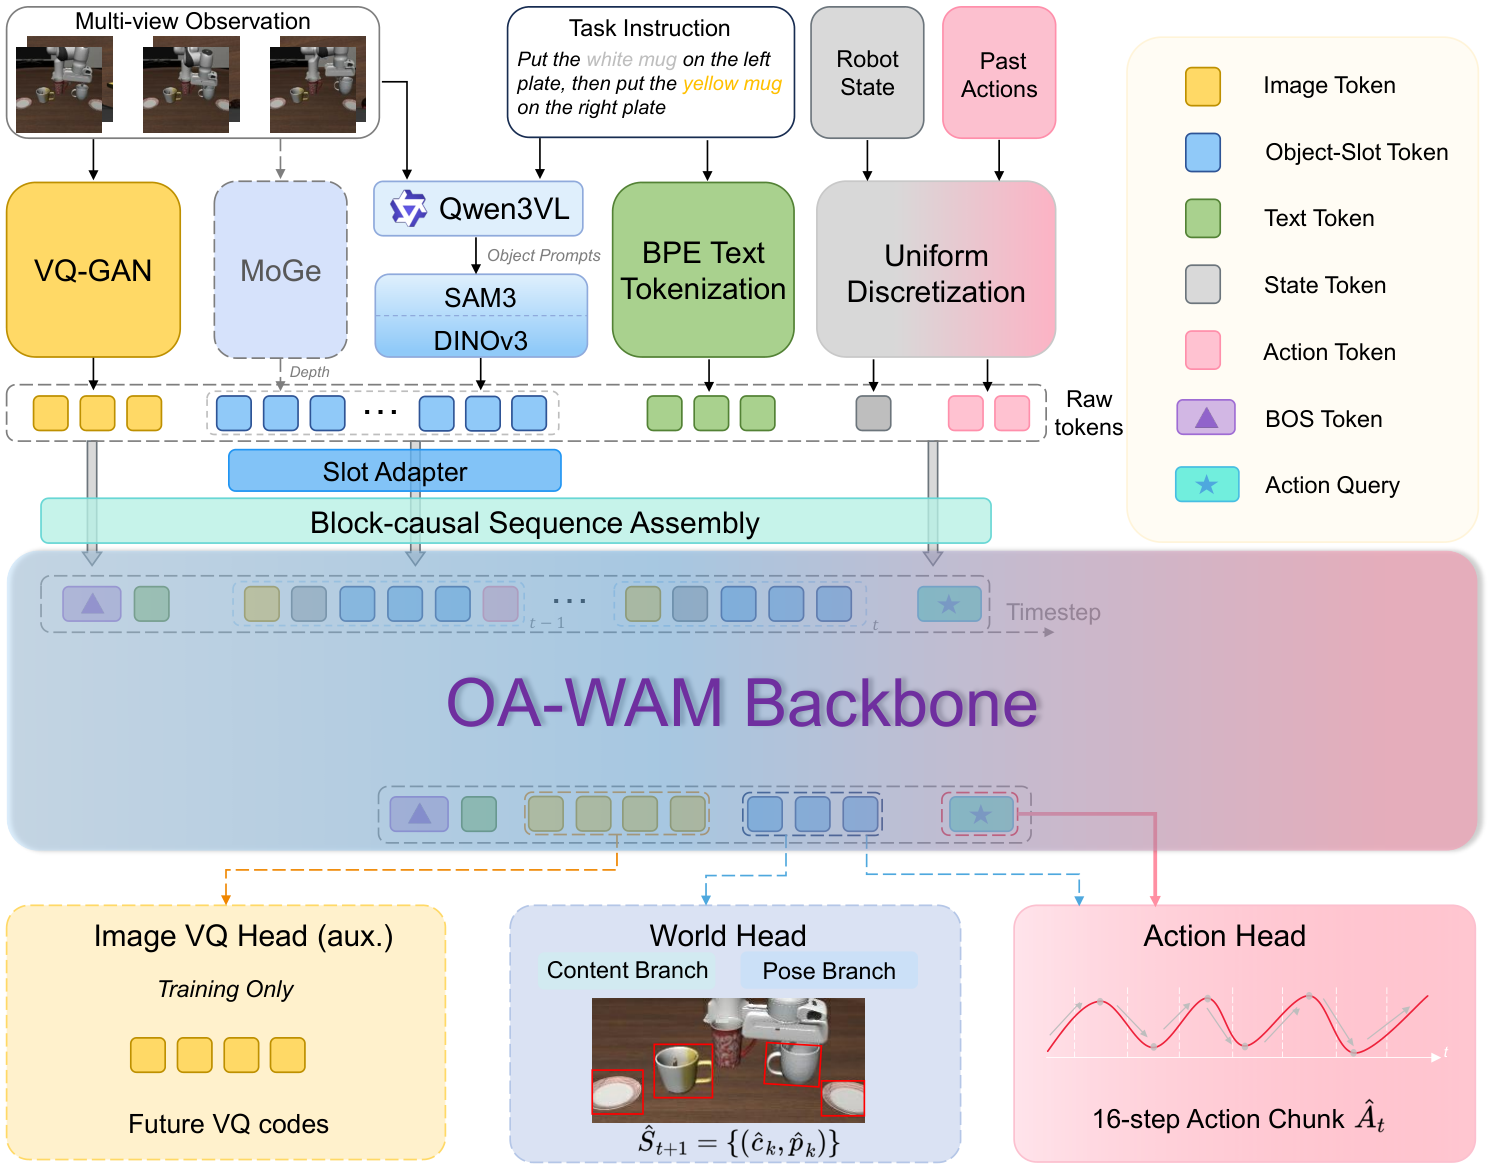 Multi-view Observation
Task Instruction
Put the white mug on the left
plate, then put the yellow mug
on the right plate
Robot
State
Past
Actions
VQ-GAN
MoGe
Qwen3VL
Object Prompts
SAM3
DINOv3
BPE Text
Tokenization
Uniform
Discretization
Depth
...
Raw
tokens
Slot Adapter
Block-causal Sequence Assembly
t − 1
...
t
Timestep
OA-WAM Backbone
Image VQ Head (aux.)
Training Only
Future VQ codes
World Head
Content Branch
Pose Branch
Ŝ_{t+1} = {(ĉ_k, p̂_k)}
Action Head
t
16-step Action Chunk Â_t
Image Token
Object-Slot Token
Text Token
State Token
Action Token
BOS Token
Action Query